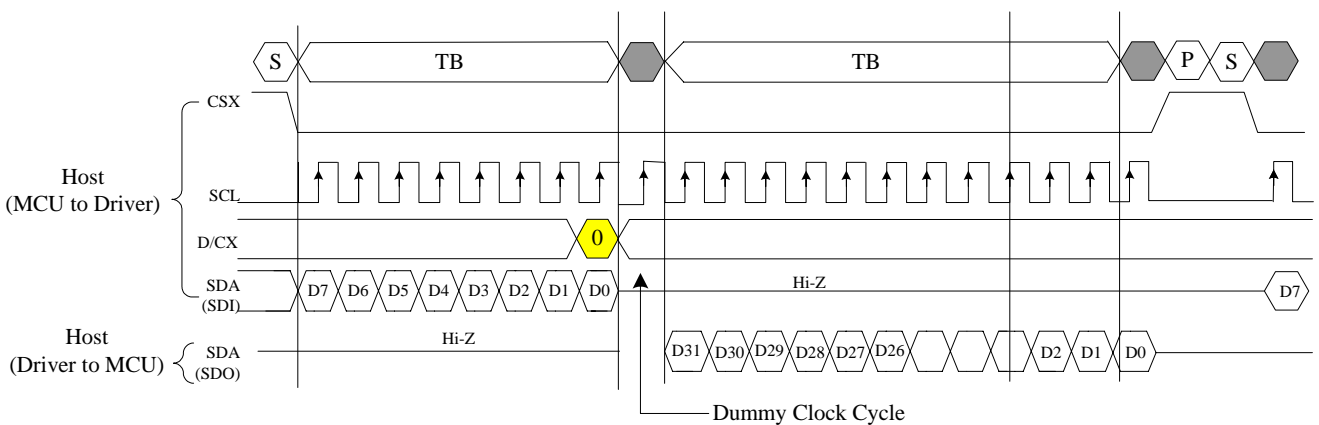 S TB TB P S
CSX
Host
(MCU to Driver)
SCL
D/CX 0
SDA
(SDI)
D7 D6 D5 D4 D3 D2 D1 D0 Hi-Z D7
Host
(Driver to MCU)
SDA
(SDO)
Hi-Z D31 D30 D29 D28 D27 D26 D2 D1 D0
Dummy Clock Cycle